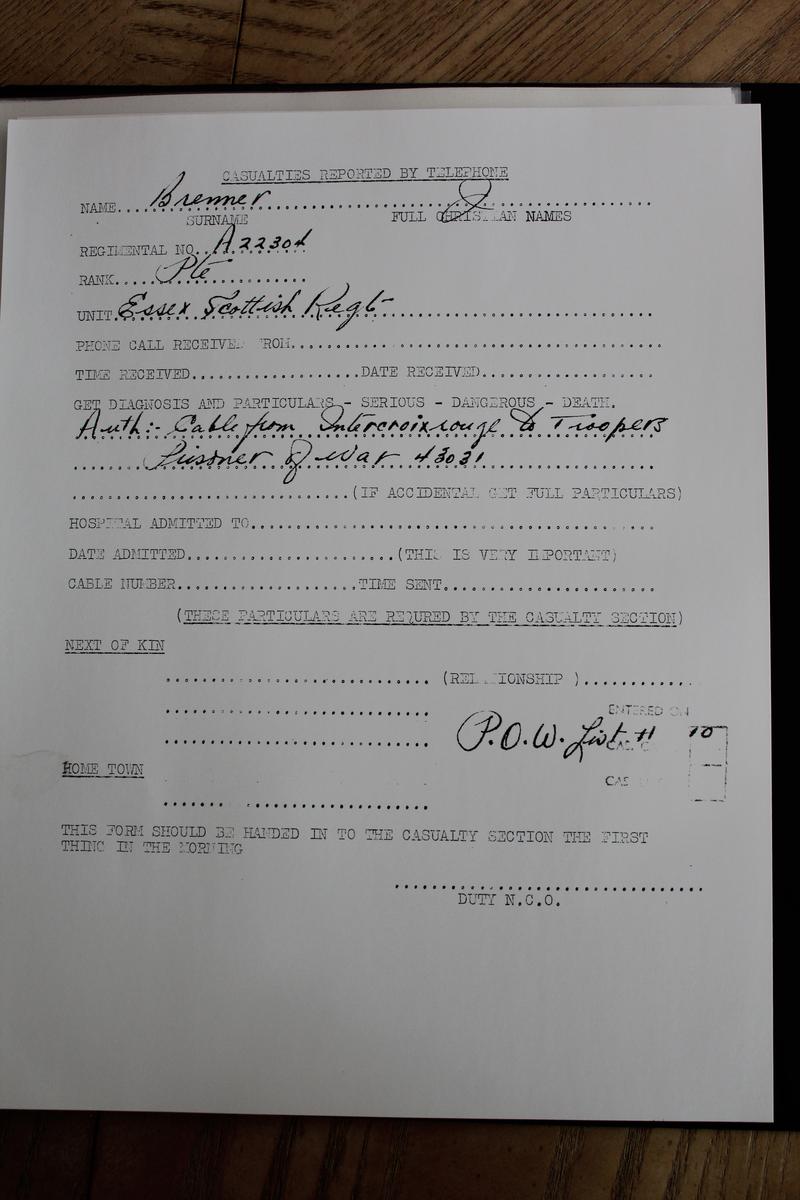 CASUALTIES REPORTED BY TELEPHONE
NAME....Brenner..................J..................
SURNAME FULL CHRISTIAN NAMES
REGIMENTAL NO..A22304
RANK.....Pte.............
UNIT.Essex Scottish Regt..............................
PHONE CALL RECEIVED FROM........................................
TIME RECEIVED...................DATE RECEIVED....................
GET DIAGNOSIS AND PARTICULARS - SERIOUS - DANGEROUS - DEATH.
Auth:- Cable from Intercroixrouge to Troopers
of War 43031
...............................(IF ACCIDENTAL GET FULL PARTICULARS)
HOSPITAL ADMITTED TO.............................................
DATE ADMITTED.......................(THIS IS VERY IMPORTANT)
CABLE NUMBER....................TIME SENT........................
(THESE PARTICULARS ARE REQURED BY THE CASUALTY SECTION)
NEXT OF KIN
............................. (RELATIONSHIP )............
.............................
ENTERED ON
P.O.W. List # 10
.............................
HOME TOWN
CAS
.............................
THIS FORM SHOULD BE HANDED IN TO THE CASUALTY SECTION THE FIRST
THING IN THE MORNING
..................................
DUTY N.C.O.